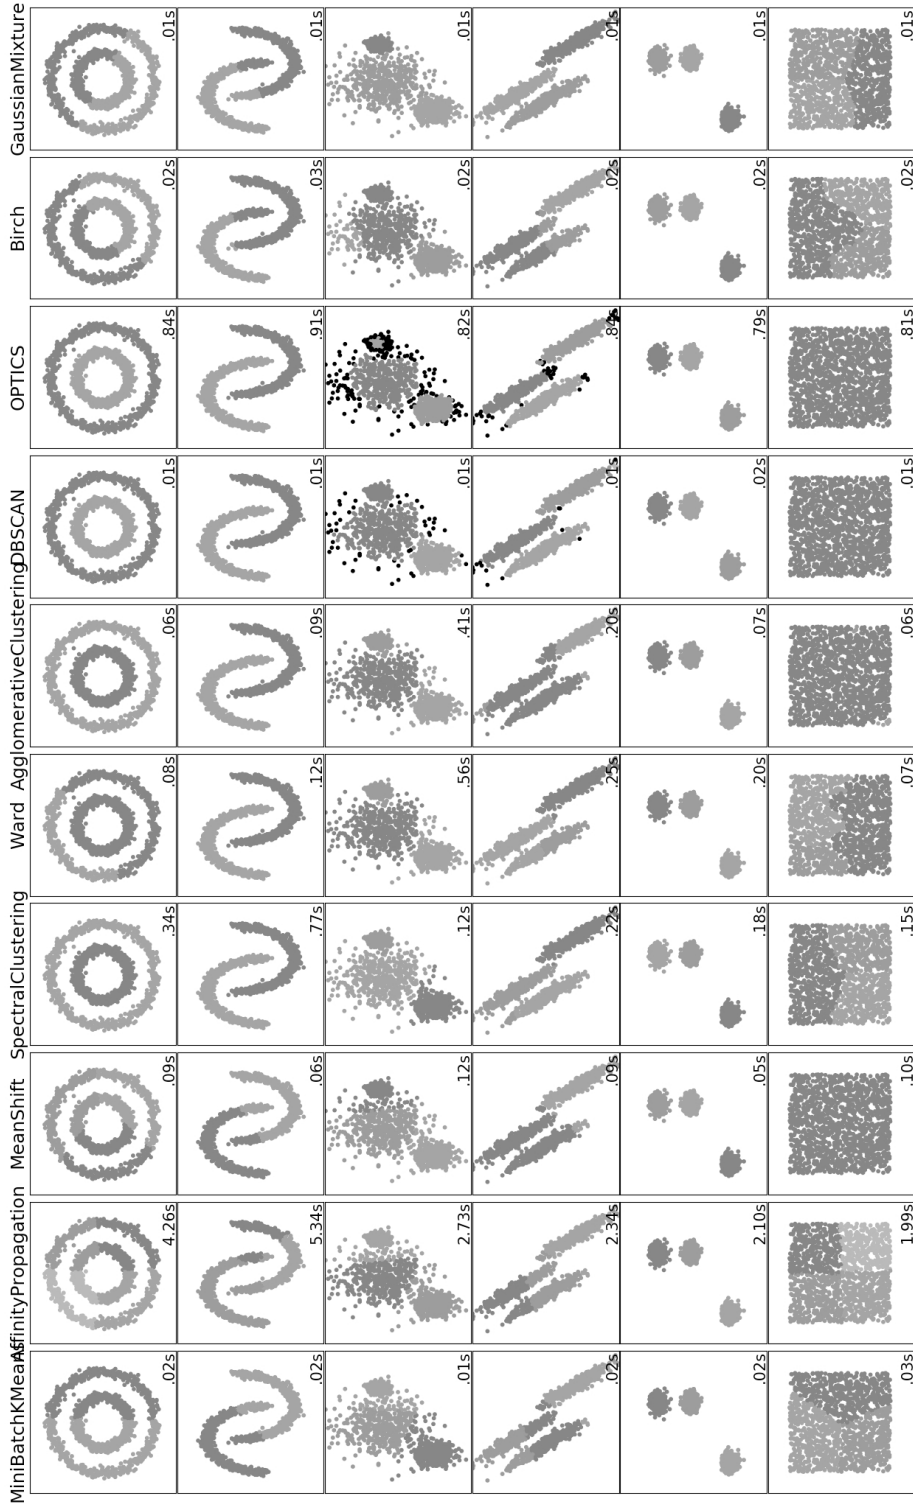 MiniBatchKMeans AffinityPropagation MeanShift SpectralClustering Ward AgglomerativeClustering DBSCAN OPTICS Birch GaussianMixture
.02s 4.26s .09s .34s .08s .06s .01s .84s .02s .01s
.02s 5.34s .06s .77s .12s .09s .01s .91s .03s .01s
.01s 2.73s .12s .12s .56s .41s .01s .82s .02s .01s
.02s 2.34s .09s .22s .25s .20s .01s .84s .02s .01s
.02s 2.10s .05s .18s .20s .07s .02s .79s .02s .01s
.03s 1.99s .10s .15s .07s .06s .01s .81s .02s .01s